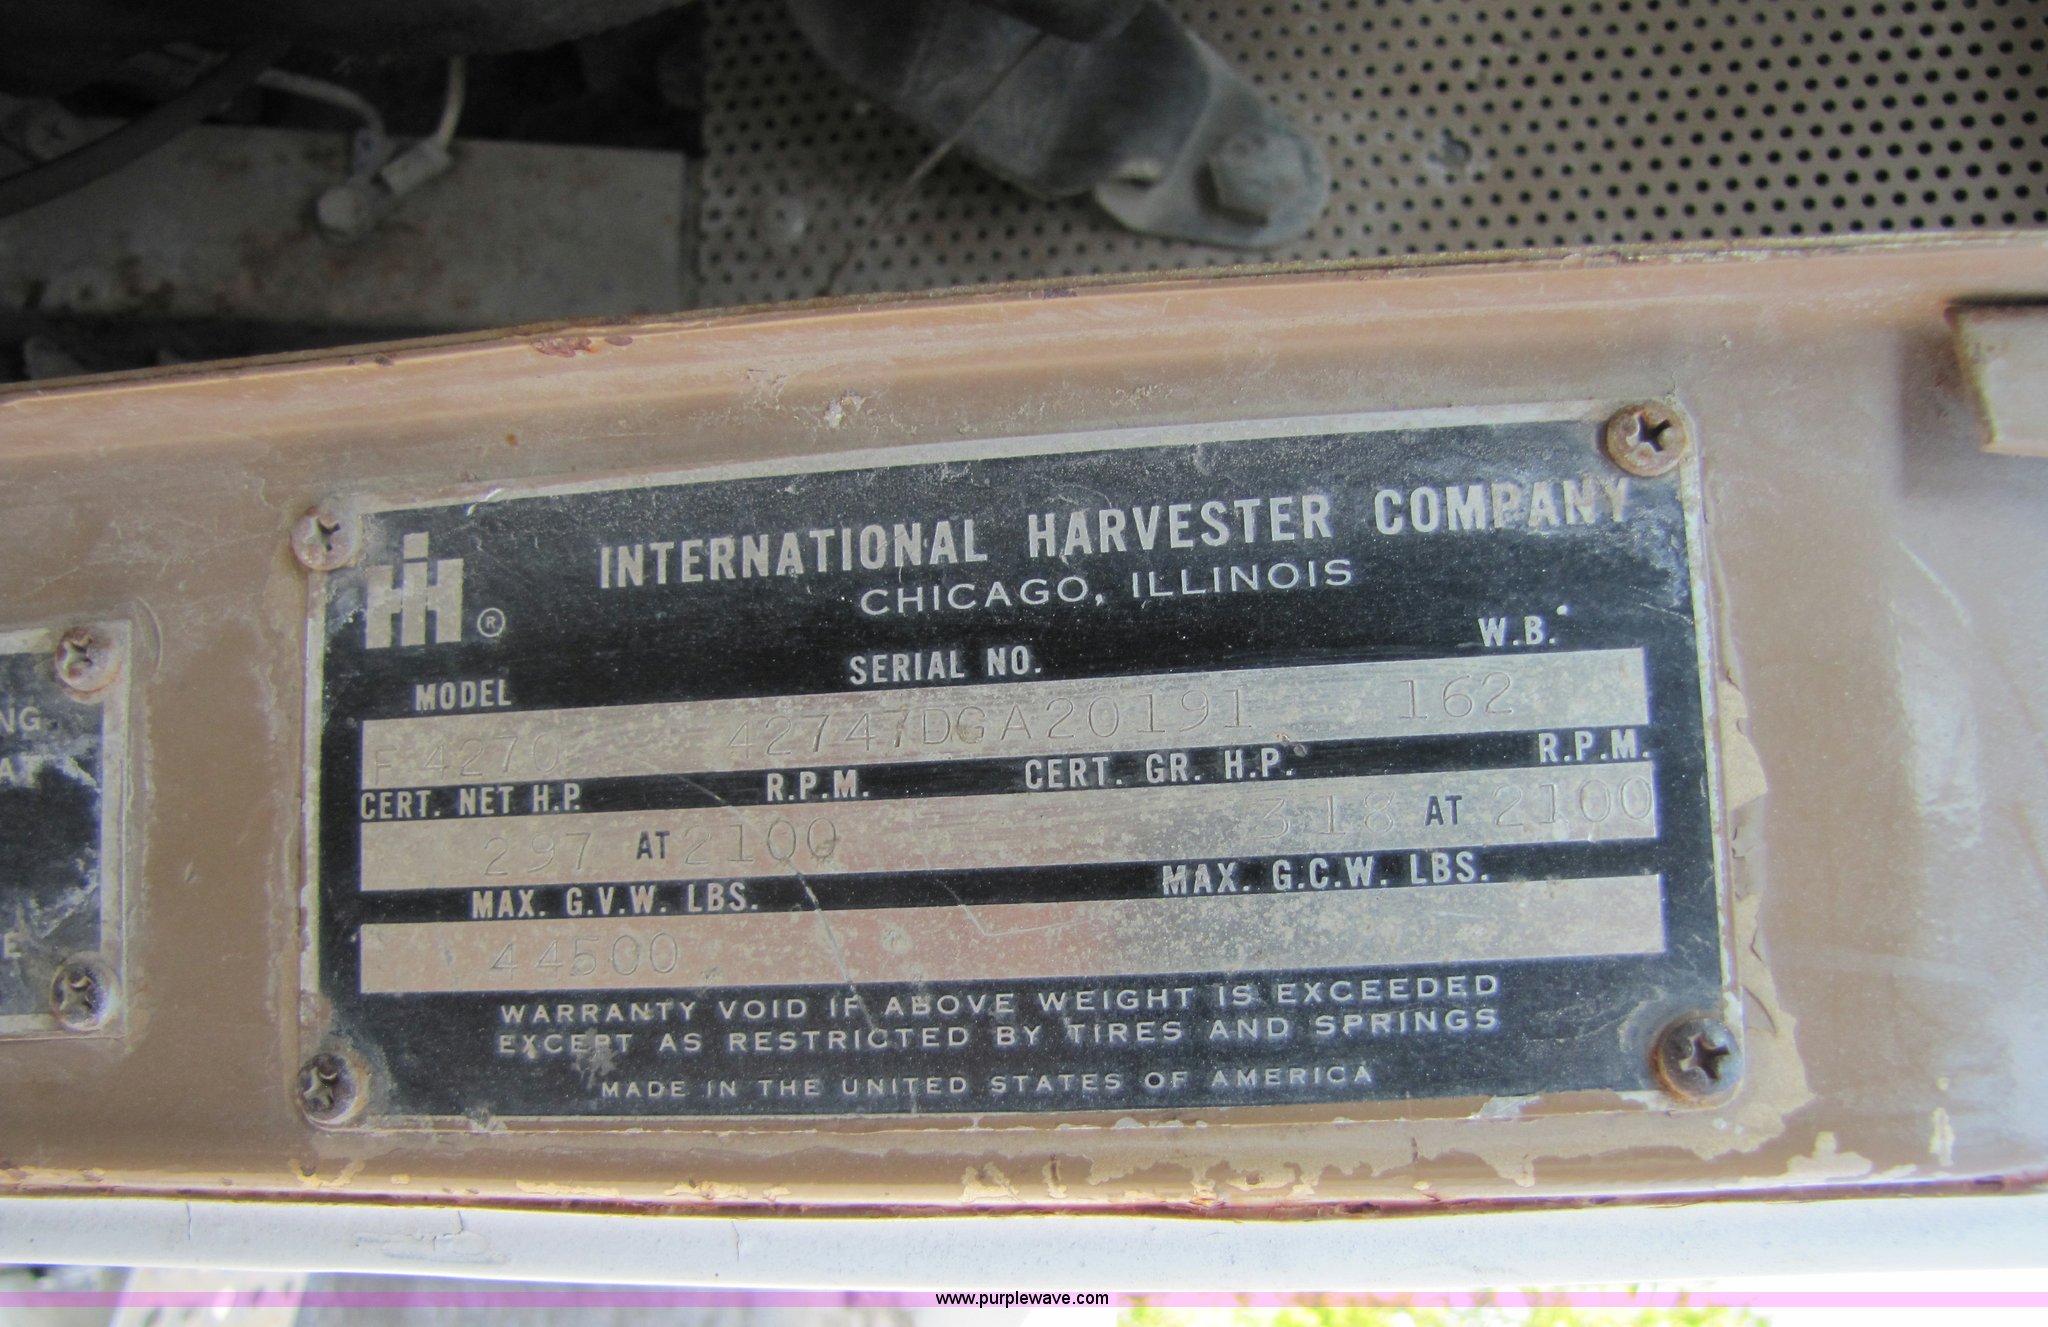 INTERNATIONAL HARVESTER COMPANY
CHICAGO, ILLINOIS
IH ®
MODEL SERIAL NO. W.B.
F 4270 42747DGA20191 162
CERT. NET H.P. R.P.M. CERT. GR. H.P. R.P.M.
297 AT 2100 318 AT 2100
MAX. G.V.W. LBS. MAX. G.C.W. LBS.
44500
WARRANTY VOID IF ABOVE WEIGHT IS EXCEEDED
EXCEPT AS RESTRICTED BY TIRES AND SPRINGS
MADE IN THE UNITED STATES OF AMERICA
www.purplewave.com